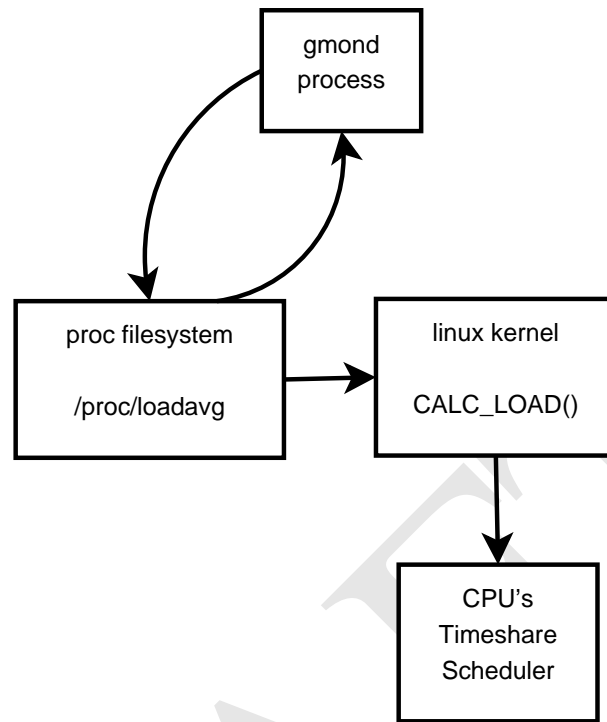 gmond
process
proc filesystem
/proc/loadavg
linux kernel
CALC_LOAD()
CPU's
Timeshare
Scheduler